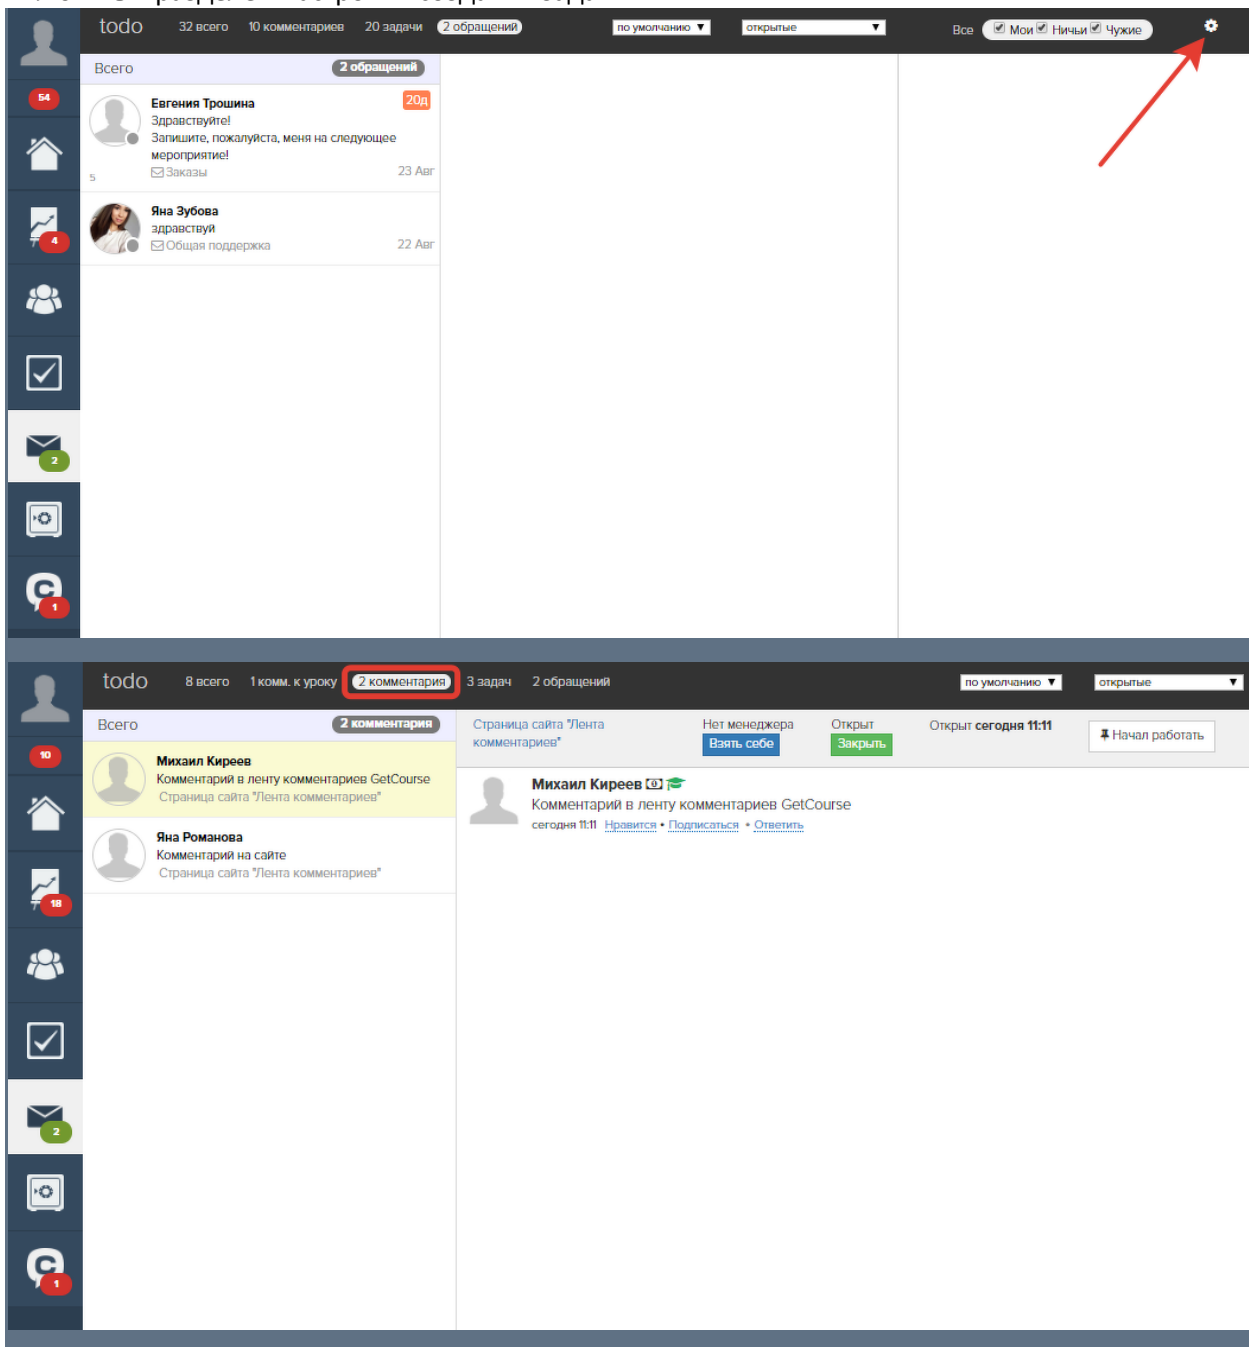 todo 32 всего 10 комментариев 20 задачи 2 обращений по умолчанию ▼ открытые ▼ Все Мои Ничьи Чужие
54
Всего 2 обращений
Евгения Трошина 20д
Здравствуйте!
Запишите, пожалуйста, меня на следующее
мероприятие!
5 Заказы 23 Авг
Яна Зубова
здравствуй
Общая поддержка 22 Авг
4
2
1
todo 8 всего 1 комм. к уроку 2 комментария 3 задач 2 обращений по умолчанию ▼ открытые ▼
10
Всего 2 комментария
Михаил Киреев
Комментарий в ленту комментариев GetCourse
Страница сайта "Лента комментариев"
Яна Романова
Комментарий на сайте
Страница сайта "Лента комментариев"
Страница сайта "Лента
комментариев"
Нет менеджера
Взять себе
Открыт
Закрыть
Открыт сегодня 11:11
Начал работать
Михаил Киреев
Комментарий в ленту комментариев GetCourse
сегодня 11:11 Нравится • Подписаться • Ответить
18
2
1